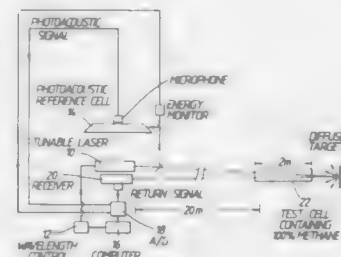 PHOTOACOUSTIC
SIGNAL
MICROPHONE
PHOTOACOUSTIC
REFERENCE CELL
14
ENERGY
MONITOR
TUNABLE LASER
10
20
RECEIVER
RETURN SIGNAL
20m
2m
DIFFUSE
TARGET
22
TEST CELL
CONTAINING
100% METHANE
12
WAVELENGTH
CONTROL
16
COMPUTER
18
A/D